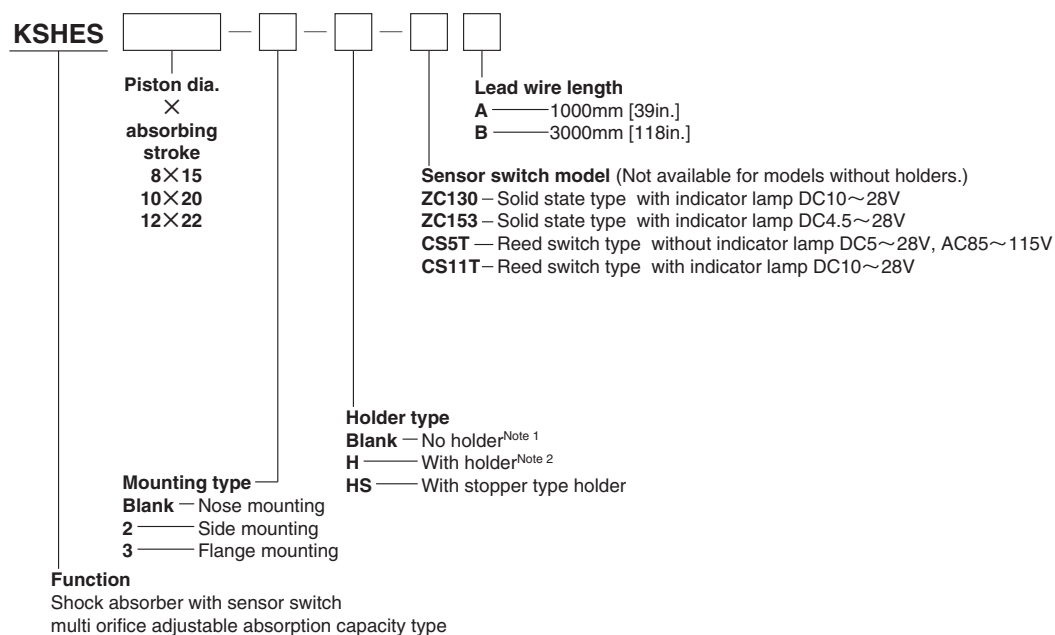 KSHES
Piston dia.
×
absorbing
stroke
8×15
10×20
12×22
Lead wire length
A 1000mm [39in.]
B 3000mm [118in.]
Sensor switch model (Not available for models without holders.)
ZC130 – Solid state type with indicator lamp DC10～28V
ZC153 – Solid state type with indicator lamp DC4.5～28V
CS5T — Reed switch type without indicator lamp DC5～28V, AC85～115V
CS11T – Reed switch type with indicator lamp DC10～28V
Holder type
Blank — No holder Note 1
H — With holder Note 2
HS — With stopper type holder
Mounting type
Blank — Nose mounting
2 — Side mounting
3 — Flange mounting
Function
Shock absorber with sensor switch
multi orifice adjustable absorption capacity type